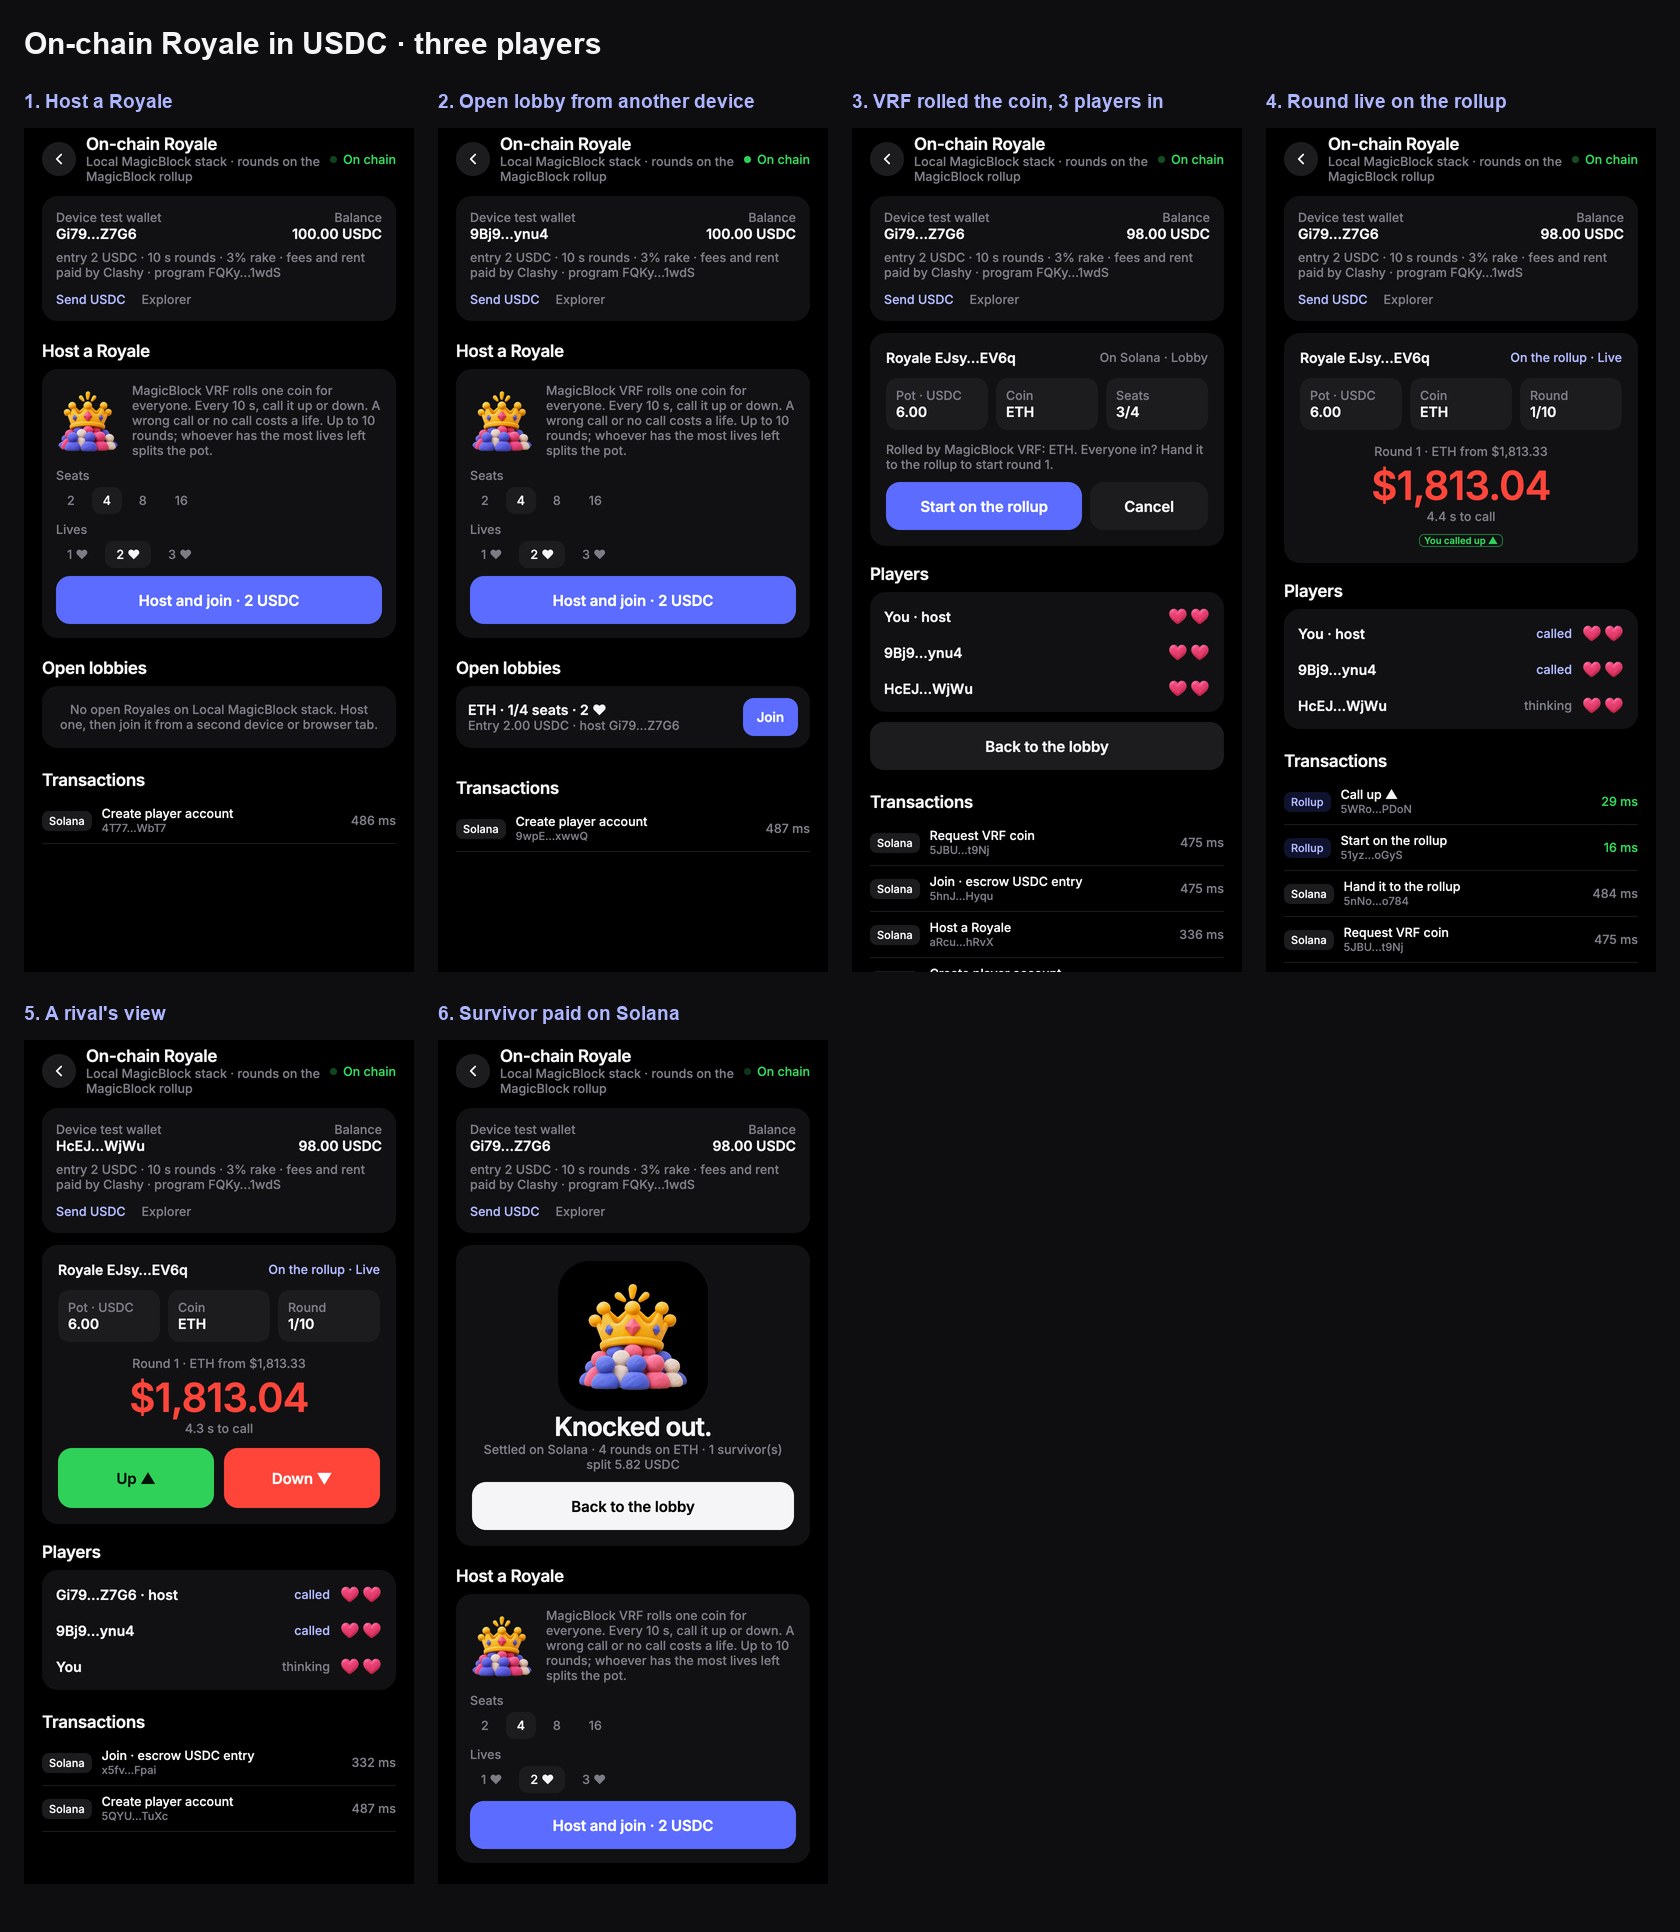 On-chain Royale in USDC · three players
1. Host a Royale
On-chain Royale
Local MagicBlock stack · rounds on the
MagicBlock rollup
On chain
Device test wallet
Balance
Gi79...Z7G6
100.00 USDC
entry 2 USDC · 10 s rounds · 3% rake · fees and rent
paid by Clashy · program FQKy...1wdS
Send USDC
Explorer
Host a Royale
MagicBlock VRF rolls one coin for
everyone. Every 10 s, call it up or down. A
wrong call or no call costs a life. Up to 10
rounds; whoever has the most lives left
splits the pot.
Seats
2 4 8 16
Lives
1 ♥ 2 ♥ 3 ♥
Host and join · 2 USDC
Open lobbies
No open Royales on Local MagicBlock stack. Host
one, then join it from a second device or browser tab.
Transactions
Solana
Create player account
4T77...WbT7
486 ms
2. Open lobby from another device
On-chain Royale
Local MagicBlock stack · rounds on the
MagicBlock rollup
On chain
Device test wallet
Balance
9Bj9...ynu4
100.00 USDC
entry 2 USDC · 10 s rounds · 3% rake · fees and rent
paid by Clashy · program FQKy...1wdS
Send USDC
Explorer
Host a Royale
MagicBlock VRF rolls one coin for
everyone. Every 10 s, call it up or down. A
wrong call or no call costs a life. Up to 10
rounds; whoever has the most lives left
splits the pot.
Seats
2 4 8 16
Lives
1 ♥ 2 ♥ 3 ♥
Host and join · 2 USDC
Open lobbies
ETH · 1/4 seats · 2 ♥
Entry 2.00 USDC · host Gi79...Z7G6
Join
Transactions
Solana
Create player account
9wpE...xwwQ
487 ms
3. VRF rolled the coin, 3 players in
On-chain Royale
Local MagicBlock stack · rounds on the
MagicBlock rollup
On chain
Device test wallet
Balance
Gi79...Z7G6
98.00 USDC
entry 2 USDC · 10 s rounds · 3% rake · fees and rent
paid by Clashy · program FQKy...1wdS
Send USDC
Explorer
Royale EJsy...EV6q
On Solana · Lobby
Pot · USDC
6.00
Coin
ETH
Seats
3/4
Rolled by MagicBlock VRF: ETH. Everyone in? Hand it
to the rollup to start round 1.
Start on the rollup
Cancel
Players
You · host
9Bj9...ynu4
HcEJ...WjWu
Back to the lobby
Transactions
Solana
Request VRF coin
5JBU...t9Nj
475 ms
Solana
Join · escrow USDC entry
5hnJ...Hyqu
475 ms
Solana
Host a Royale
aRcu...hRvX
336 ms
Create player account
4. Round live on the rollup
On-chain Royale
Local MagicBlock stack · rounds on the
MagicBlock rollup
On chain
Device test wallet
Balance
Gi79...Z7G6
98.00 USDC
entry 2 USDC · 10 s rounds · 3% rake · fees and rent
paid by Clashy · program FQKy...1wdS
Send USDC
Explorer
Royale EJsy...EV6q
On the rollup · Live
Pot · USDC
6.00
Coin
ETH
Round
1/10
Round 1 · ETH from $1,813.33
$1,813.04
4.4 s to call
You called up ▲
Players
You · host
called
9Bj9...ynu4
called
HcEJ...WjWu
thinking
Transactions
Rollup
Call up ▲
5WRo...PDoN
29 ms
Rollup
Start on the rollup
51yz...oGyS
16 ms
Solana
Hand it to the rollup
5nNo...o784
484 ms
Solana
Request VRF coin
5JBU...t9Nj
475 ms
5. A rival's view
On-chain Royale
Local MagicBlock stack · rounds on the
MagicBlock rollup
On chain
Device test wallet
Balance
HcEJ...WjWu
98.00 USDC
entry 2 USDC · 10 s rounds · 3% rake · fees and rent
paid by Clashy · program FQKy...1wdS
Send USDC
Explorer
Royale EJsy...EV6q
On the rollup · Live
Pot · USDC
6.00
Coin
ETH
Round
1/10
Round 1 · ETH from $1,813.33
$1,813.04
4.3 s to call
Up ▲
Down ▼
Players
Gi79...Z7G6 · host
called
9Bj9...ynu4
called
You
thinking
Transactions
Solana
Join · escrow USDC entry
x5fv...Fpai
332 ms
Solana
Create player account
5QYU...TuXc
487 ms
6. Survivor paid on Solana
On-chain Royale
Local MagicBlock stack · rounds on the
MagicBlock rollup
On chain
Device test wallet
Balance
Gi79...Z7G6
98.00 USDC
entry 2 USDC · 10 s rounds · 3% rake · fees and rent
paid by Clashy · program FQKy...1wdS
Send USDC
Explorer
Knocked out.
Settled on Solana · 4 rounds on ETH · 1 survivor(s)
split 5.82 USDC
Back to the lobby
Host a Royale
MagicBlock VRF rolls one coin for
everyone. Every 10 s, call it up or down. A
wrong call or no call costs a life. Up to 10
rounds; whoever has the most lives left
splits the pot.
Seats
2 4 8 16
Lives
1 ♥ 2 ♥ 3 ♥
Host and join · 2 USDC